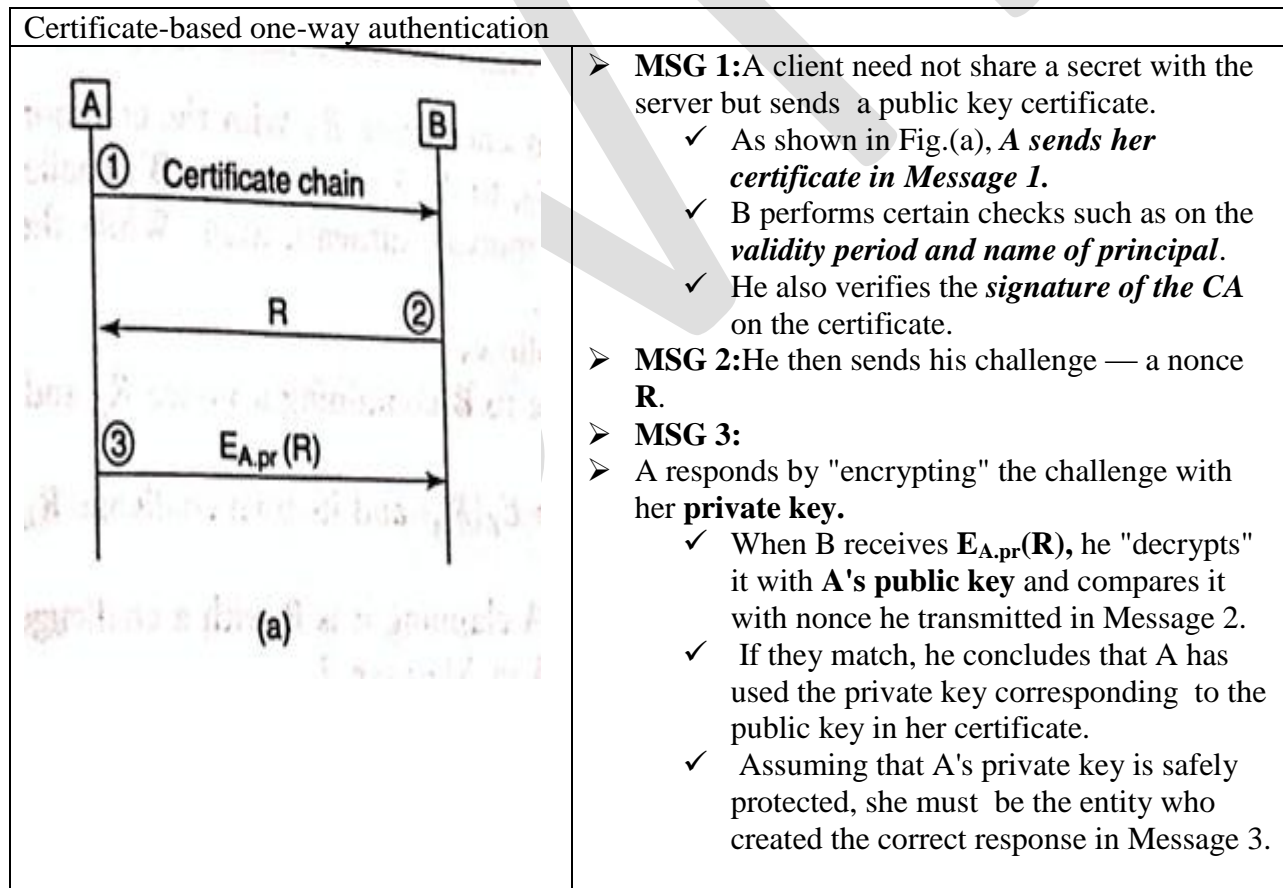 Certificate-based one-way authentication
A
B
① Certificate chain
R ②
③ E_A.pr (R)
(a)
➢ MSG 1:A client need not share a secret with the
server but sends a public key certificate.
✓ As shown in Fig.(a), A sends her
certificate in Message 1.
✓ B performs certain checks such as on the
validity period and name of principal.
✓ He also verifies the signature of the CA
on the certificate.
➢ MSG 2:He then sends his challenge — a nonce
R.
➢ MSG 3:
➢ A responds by "encrypting" the challenge with
her private key.
✓ When B receives E_A.pr(R), he "decrypts"
it with A's public key and compares it
with nonce he transmitted in Message 2.
✓ If they match, he concludes that A has
used the private key corresponding to the
public key in her certificate.
✓ Assuming that A's private key is safely
protected, she must be the entity who
created the correct response in Message 3.